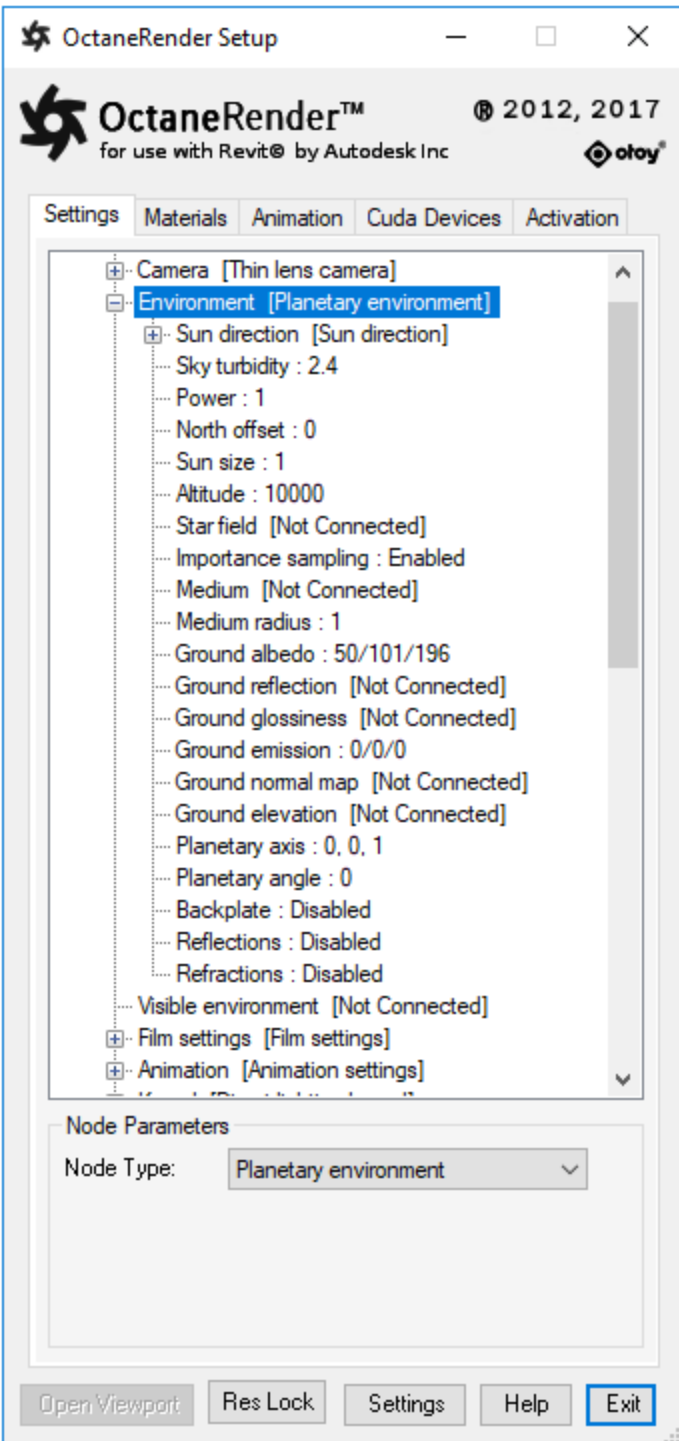 OctaneRender Setup
OctaneRender™ ® 2012, 2017
for use with Revit® by Autodesk Inc otoy®
Settings Materials Animation Cuda Devices Activation
Camera [Thin lens camera]
Environment [Planetary environment]
Sun direction [Sun direction]
Sky turbidity : 2.4
Power : 1
North offset : 0
Sun size : 1
Altitude : 10000
Star field [Not Connected]
Importance sampling : Enabled
Medium [Not Connected]
Medium radius : 1
Ground albedo : 50/101/196
Ground reflection [Not Connected]
Ground glossiness [Not Connected]
Ground emission : 0/0/0
Ground normal map [Not Connected]
Ground elevation [Not Connected]
Planetary axis : 0, 0, 1
Planetary angle : 0
Backplate : Disabled
Reflections : Disabled
Refractions : Disabled
Visible environment [Not Connected]
Film settings [Film settings]
Animation [Animation settings]
Node Parameters
Node Type: Planetary environment
Open Viewport Res Lock Settings Help Exit